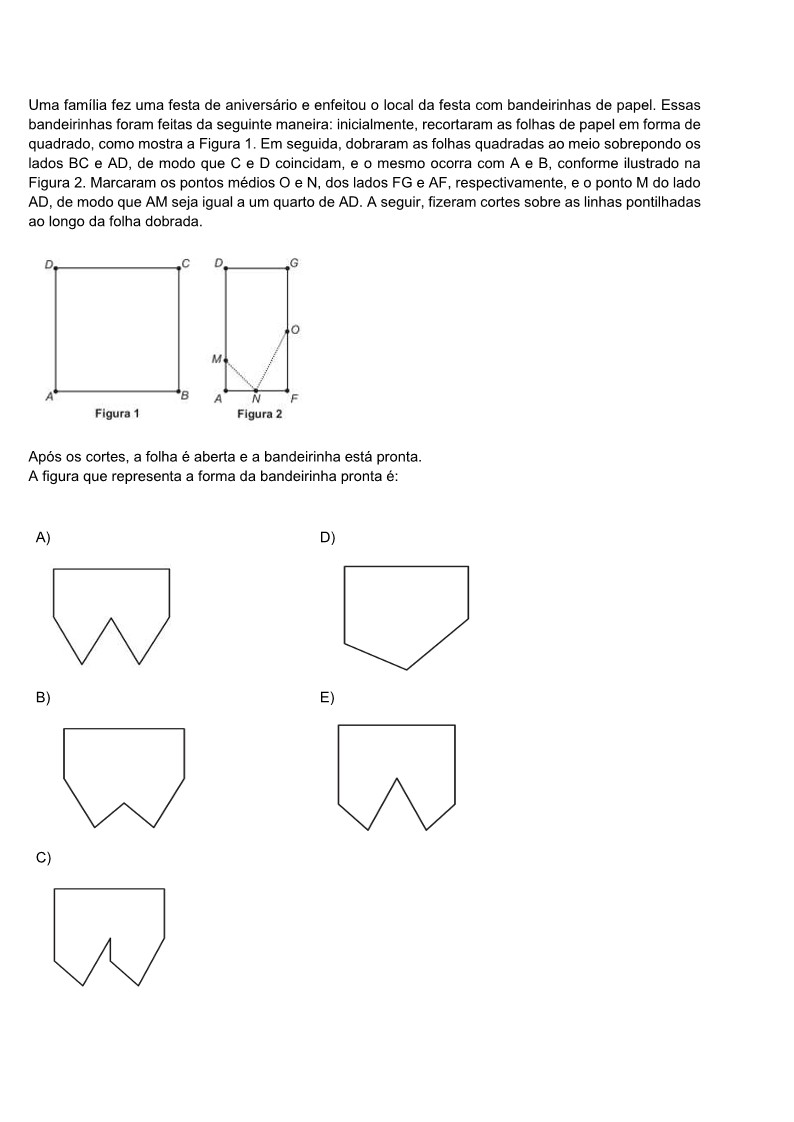 Uma família fez uma festa de aniversário e enfeitou o local da festa com bandeirinhas de papel. Essas
bandeirinhas foram feitas da seguinte maneira: inicialmente, recortaram as folhas de papel em forma de
quadrado, como mostra a Figura 1. Em seguida, dobraram as folhas quadradas ao meio sobrepondo os
lados BC e AD, de modo que C e D coincidam, e o mesmo ocorra com A e B, conforme ilustrado na
Figura 2. Marcaram os pontos médios O e N, dos lados FG e AF, respectivamente, e o ponto M do lado
AD, de modo que AM seja igual a um quarto de AD. A seguir, fizeram cortes sobre as linhas pontilhadas
ao longo da folha dobrada.
D C D G
O
M
A B A N F
Figura 1 Figura 2
Após os cortes, a folha é aberta e a bandeirinha está pronta.
A figura que representa a forma da bandeirinha pronta é:
A) D)
B) E)
C)